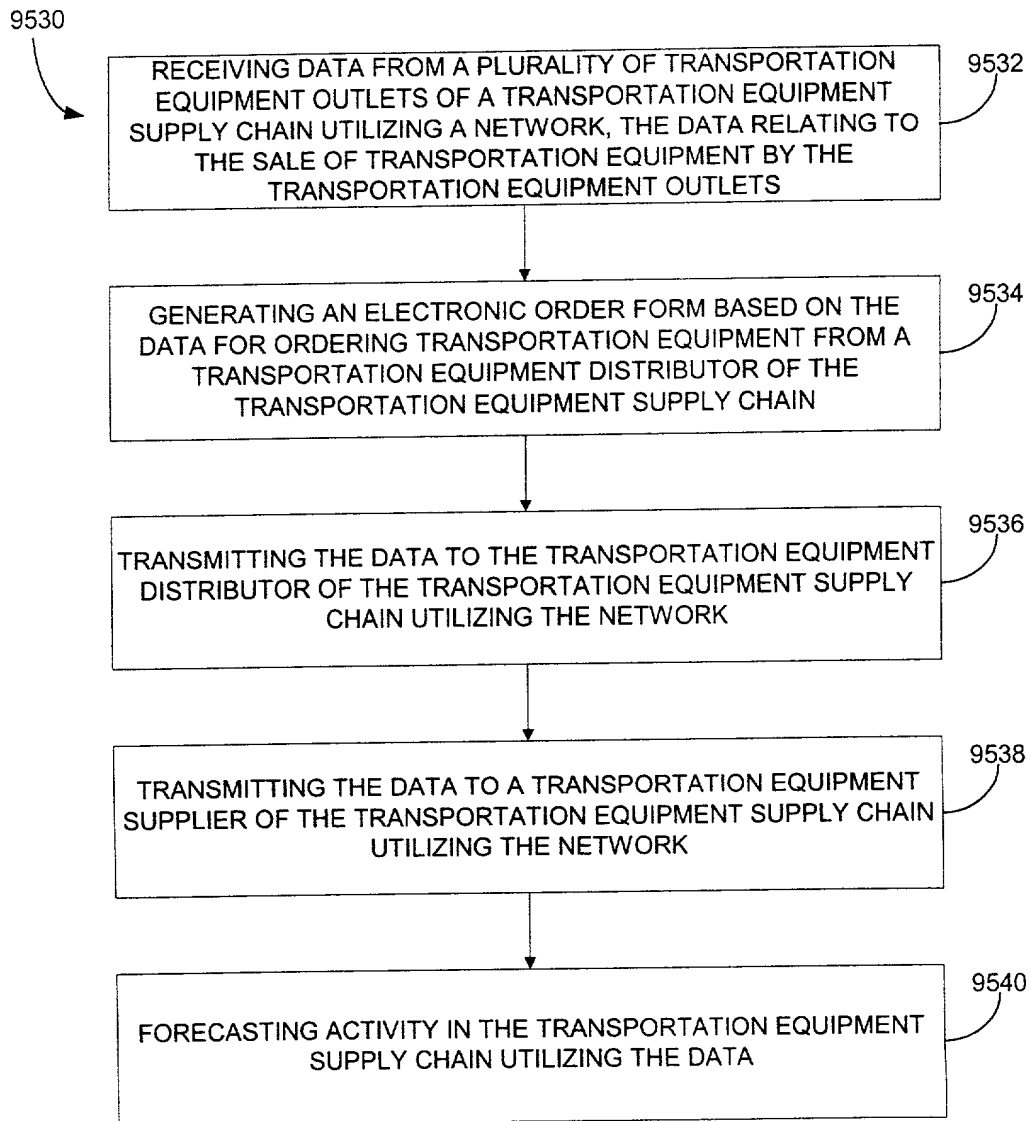 9530
RECEIVING DATA FROM A PLURALITY OF TRANSPORTATION
EQUIPMENT OUTLETS OF A TRANSPORTATION EQUIPMENT
SUPPLY CHAIN UTILIZING A NETWORK, THE DATA RELATING TO
THE SALE OF TRANSPORTATION EQUIPMENT BY THE
TRANSPORTATION EQUIPMENT OUTLETS
9532
GENERATING AN ELECTRONIC ORDER FORM BASED ON THE
DATA FOR ORDERING TRANSPORTATION EQUIPMENT FROM A
TRANSPORTATION EQUIPMENT DISTRIBUTOR OF THE
TRANSPORTATION EQUIPMENT SUPPLY CHAIN
9534
TRANSMITTING THE DATA TO THE TRANSPORTATION EQUIPMENT
DISTRIBUTOR OF THE TRANSPORTATION EQUIPMENT SUPPLY
CHAIN UTILIZING THE NETWORK
9536
TRANSMITTING THE DATA TO A TRANSPORTATION EQUIPMENT
SUPPLIER OF THE TRANSPORTATION EQUIPMENT SUPPLY CHAIN
UTILIZING THE NETWORK
9538
FORECASTING ACTIVITY IN THE TRANSPORTATION EQUIPMENT
SUPPLY CHAIN UTILIZING THE DATA
9540